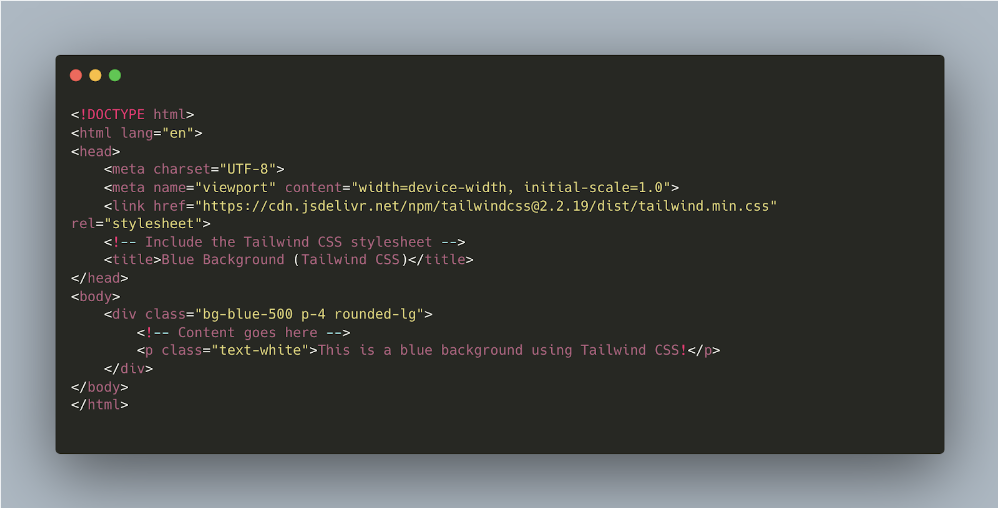 <!DOCTYPE html>
<html lang="en">
<head>
    <meta charset="UTF-8">
    <meta name="viewport" content="width=device-width, initial-scale=1.0">
    <link href="https://cdn.jsdelivr.net/npm/tailwindcss@2.2.19/dist/tailwind.min.css"
rel="stylesheet">
    <!-- Include the Tailwind CSS stylesheet -->
    <title>Blue Background (Tailwind CSS)</title>
</head>
<body>
    <div class="bg-blue-500 p-4 rounded-lg">
        <!-- Content goes here -->
        <p class="text-white">This is a blue background using Tailwind CSS!</p>
    </div>
</body>
</html>